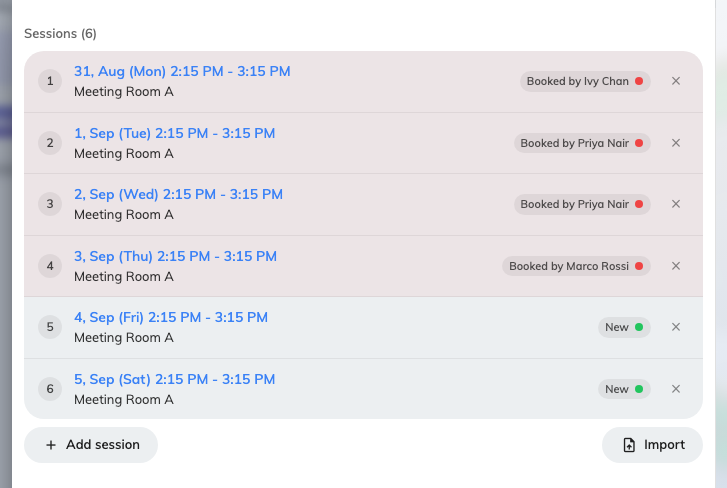 Sessions (6)
1
31, Aug (Mon) 2:15 PM - 3:15 PM
Meeting Room A
Booked by Ivy Chan
2
1, Sep (Tue) 2:15 PM - 3:15 PM
Meeting Room A
Booked by Priya Nair
3
2, Sep (Wed) 2:15 PM - 3:15 PM
Meeting Room A
Booked by Priya Nair
4
3, Sep (Thu) 2:15 PM - 3:15 PM
Meeting Room A
Booked by Marco Rossi
5
4, Sep (Fri) 2:15 PM - 3:15 PM
Meeting Room A
New
6
5, Sep (Sat) 2:15 PM - 3:15 PM
Meeting Room A
New
Add session
Import